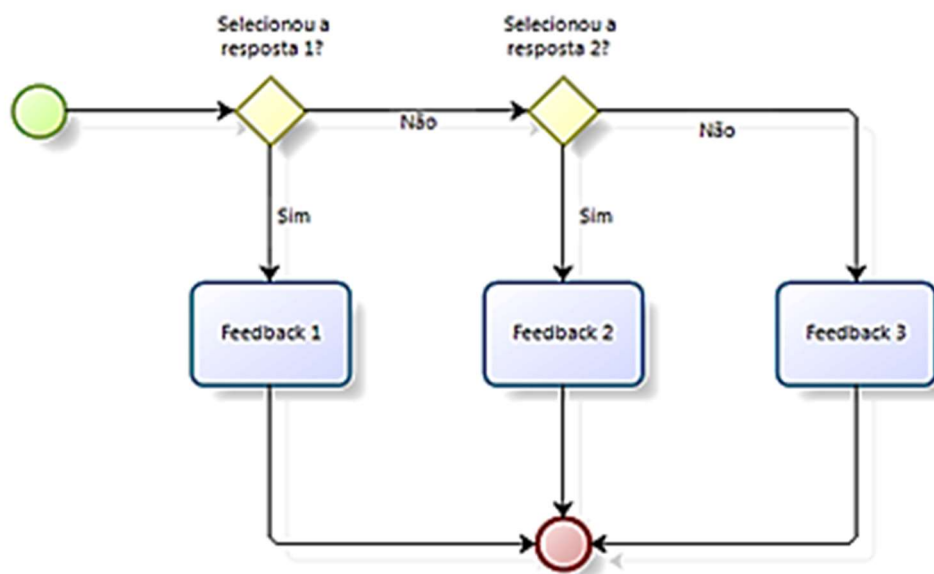 Selecionou a
resposta 1?
Selecionou a
resposta 2?
Não
Não
Sim
Sim
Feedback 1
Feedback 2
Feedback 3